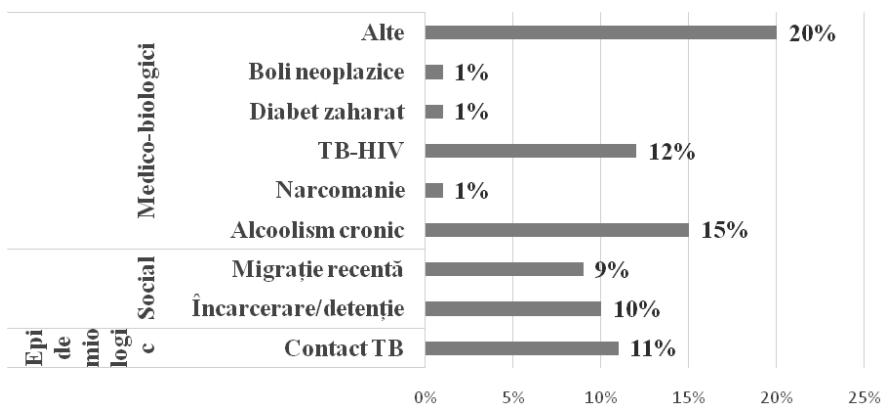 Medico-biologici
Alte 20%
Boli neoplazice 1%
Diabet zaharat 1%
TB-HIV 12%
Narcomanie 1%
Alcoolism cronic 15%
Social
Migrație recentă 9%
Încarcerare/detenție 10%
Epi
de
mio
logi
c
Contact TB 11%
0% 5% 10% 15% 20% 25%